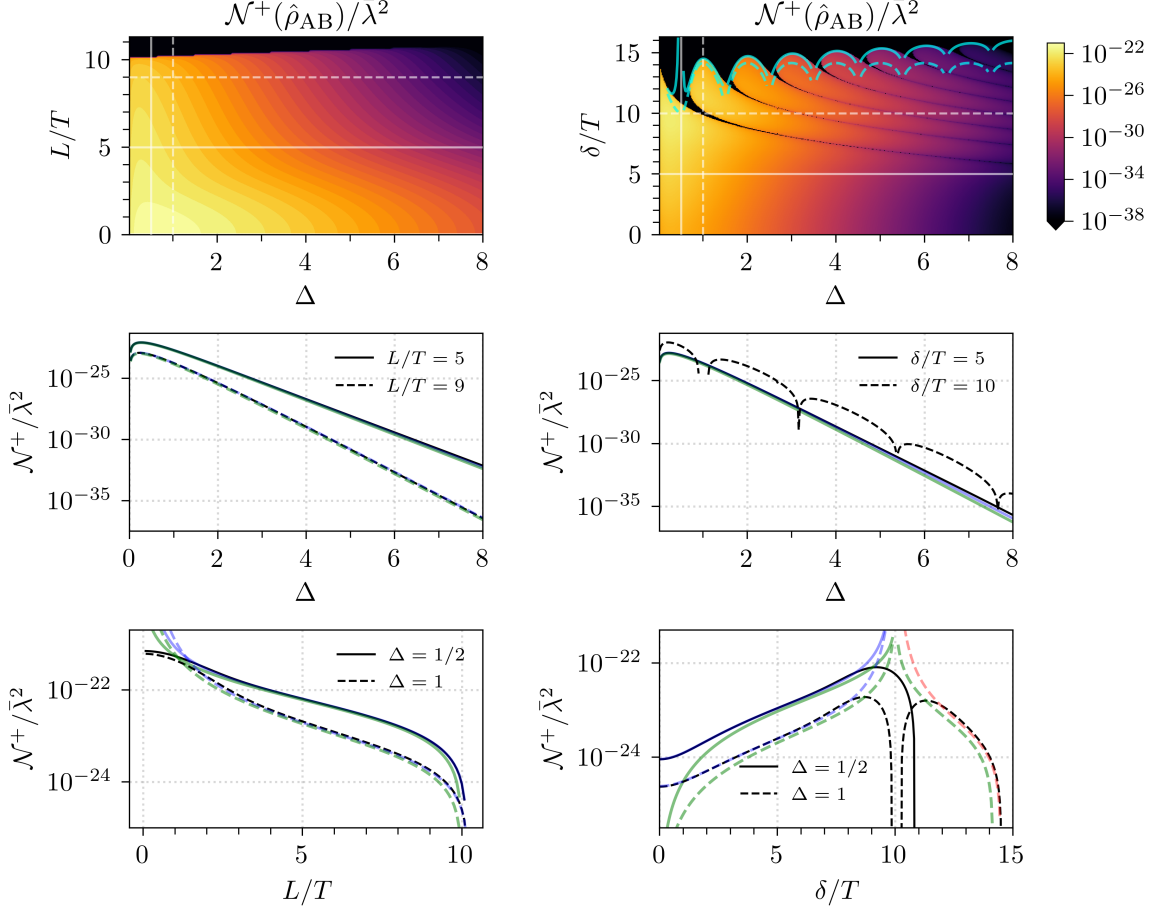 𝒩⁺(ρ̂_AB)/λ̄²
10
5
0
L/T
2
4
6
8
Δ
𝒩⁺(ρ̂_AB)/λ̄²
15
10
5
0
δ/T
2
4
6
8
Δ
10⁻²²
10⁻²⁶
10⁻³⁰
10⁻³⁴
10⁻³⁸
L/T = 5
L/T = 9
10⁻²⁵
10⁻³⁰
10⁻³⁵
𝒩⁺/λ̄²
0
2
4
6
8
Δ
δ/T = 5
δ/T = 10
10⁻²⁵
10⁻³⁰
10⁻³⁵
𝒩⁺/λ̄²
2
4
6
8
Δ
Δ = 1/2
Δ = 1
10⁻²²
10⁻²⁴
𝒩⁺/λ̄²
0
5
10
L/T
10⁻²²
10⁻²⁴
𝒩⁺/λ̄²
Δ = 1/2
Δ = 1
0
5
10
15
δ/T